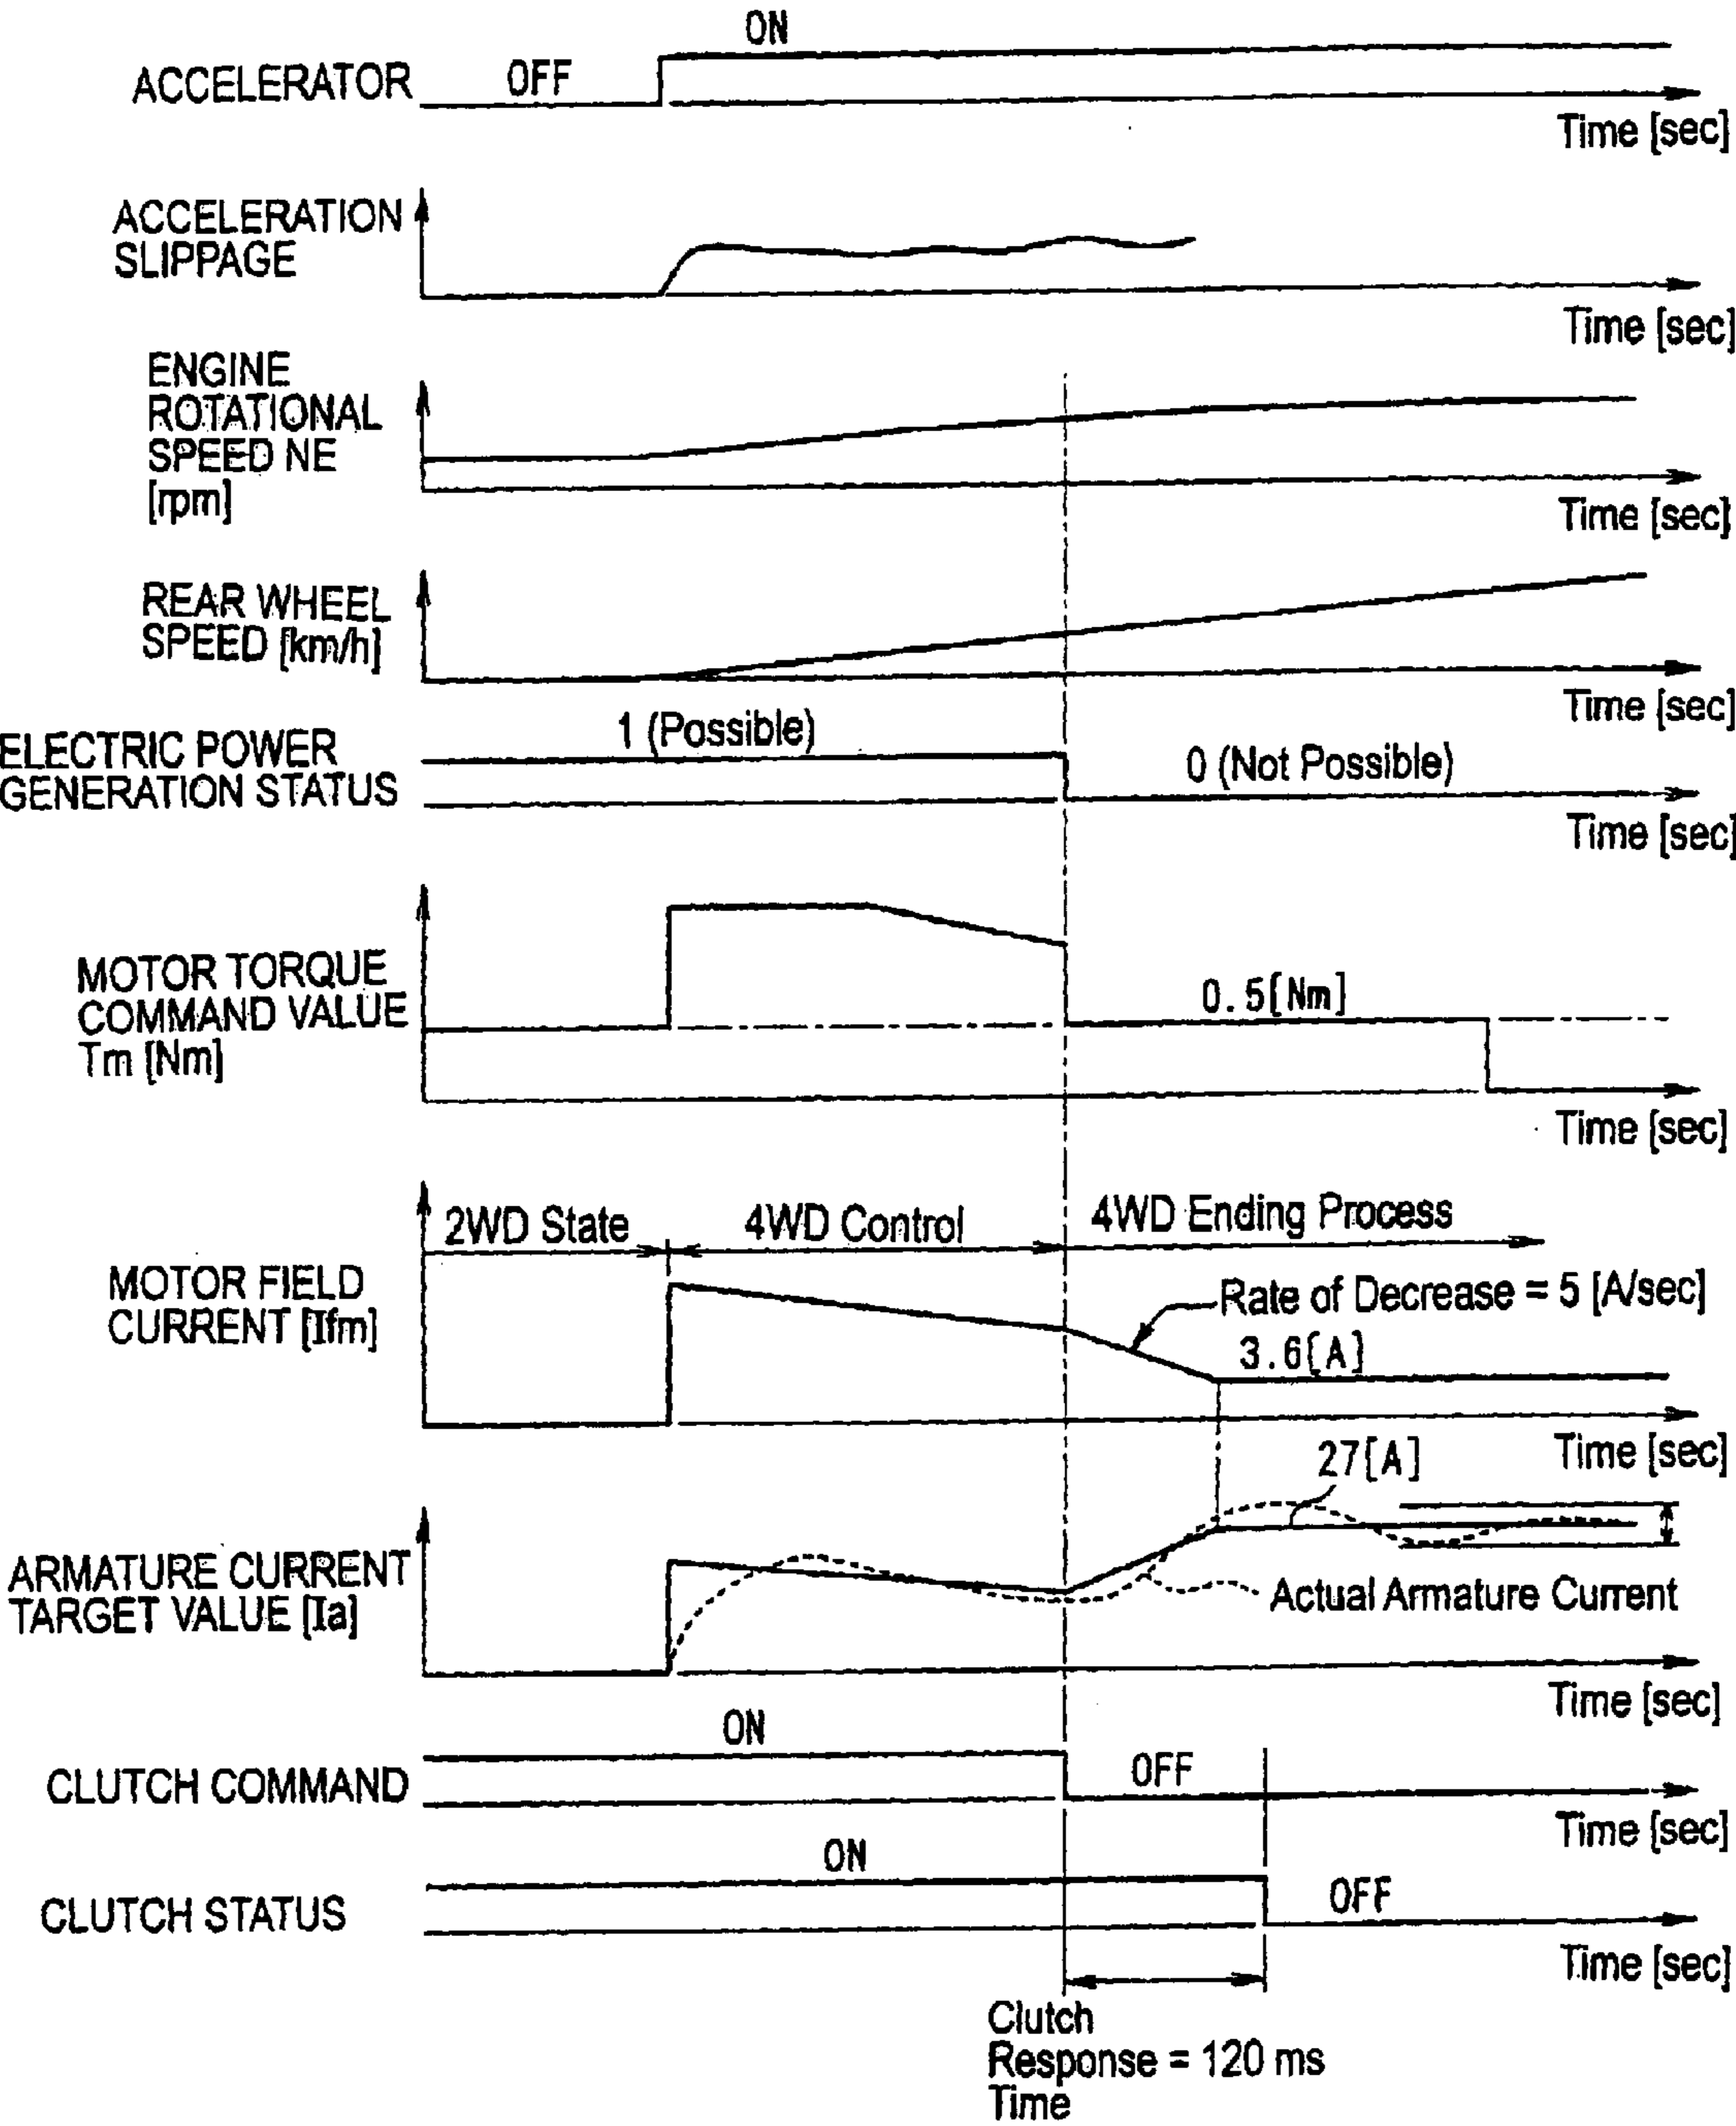 ON
OFF
ACCELERATOR
Time [sec]
ACCELERATION
SLIPPAGE
Time [sec]
ENGINE
ROTATIONAL
SPEED NE
[rpm]
Time [sec]
REAR WHEEL
SPEED [km/h]
Time [sec]
1 (Possible)
ELECTRIC POWER
GENERATION STATUS
0 (Not Possible)
Time [sec]
MOTOR TORQUE
COMMAND VALUE
Tm [Nm]
0.5[Nm]
Time [sec]
2WD State
4WD Control
4WD Ending Process
MOTOR FIELD
CURRENT [Ifm]
Rate of Decrease = 5 [A/sec]
3.6[A]
Time [sec]
27[A]
ARMATURE CURRENT
TARGET VALUE [Ia]
Actual Armature Current
Time [sec]
ON
CLUTCH COMMAND
OFF
Time [sec]
ON
CLUTCH STATUS
OFF
Time [sec]
Clutch
Response = 120 ms
Time